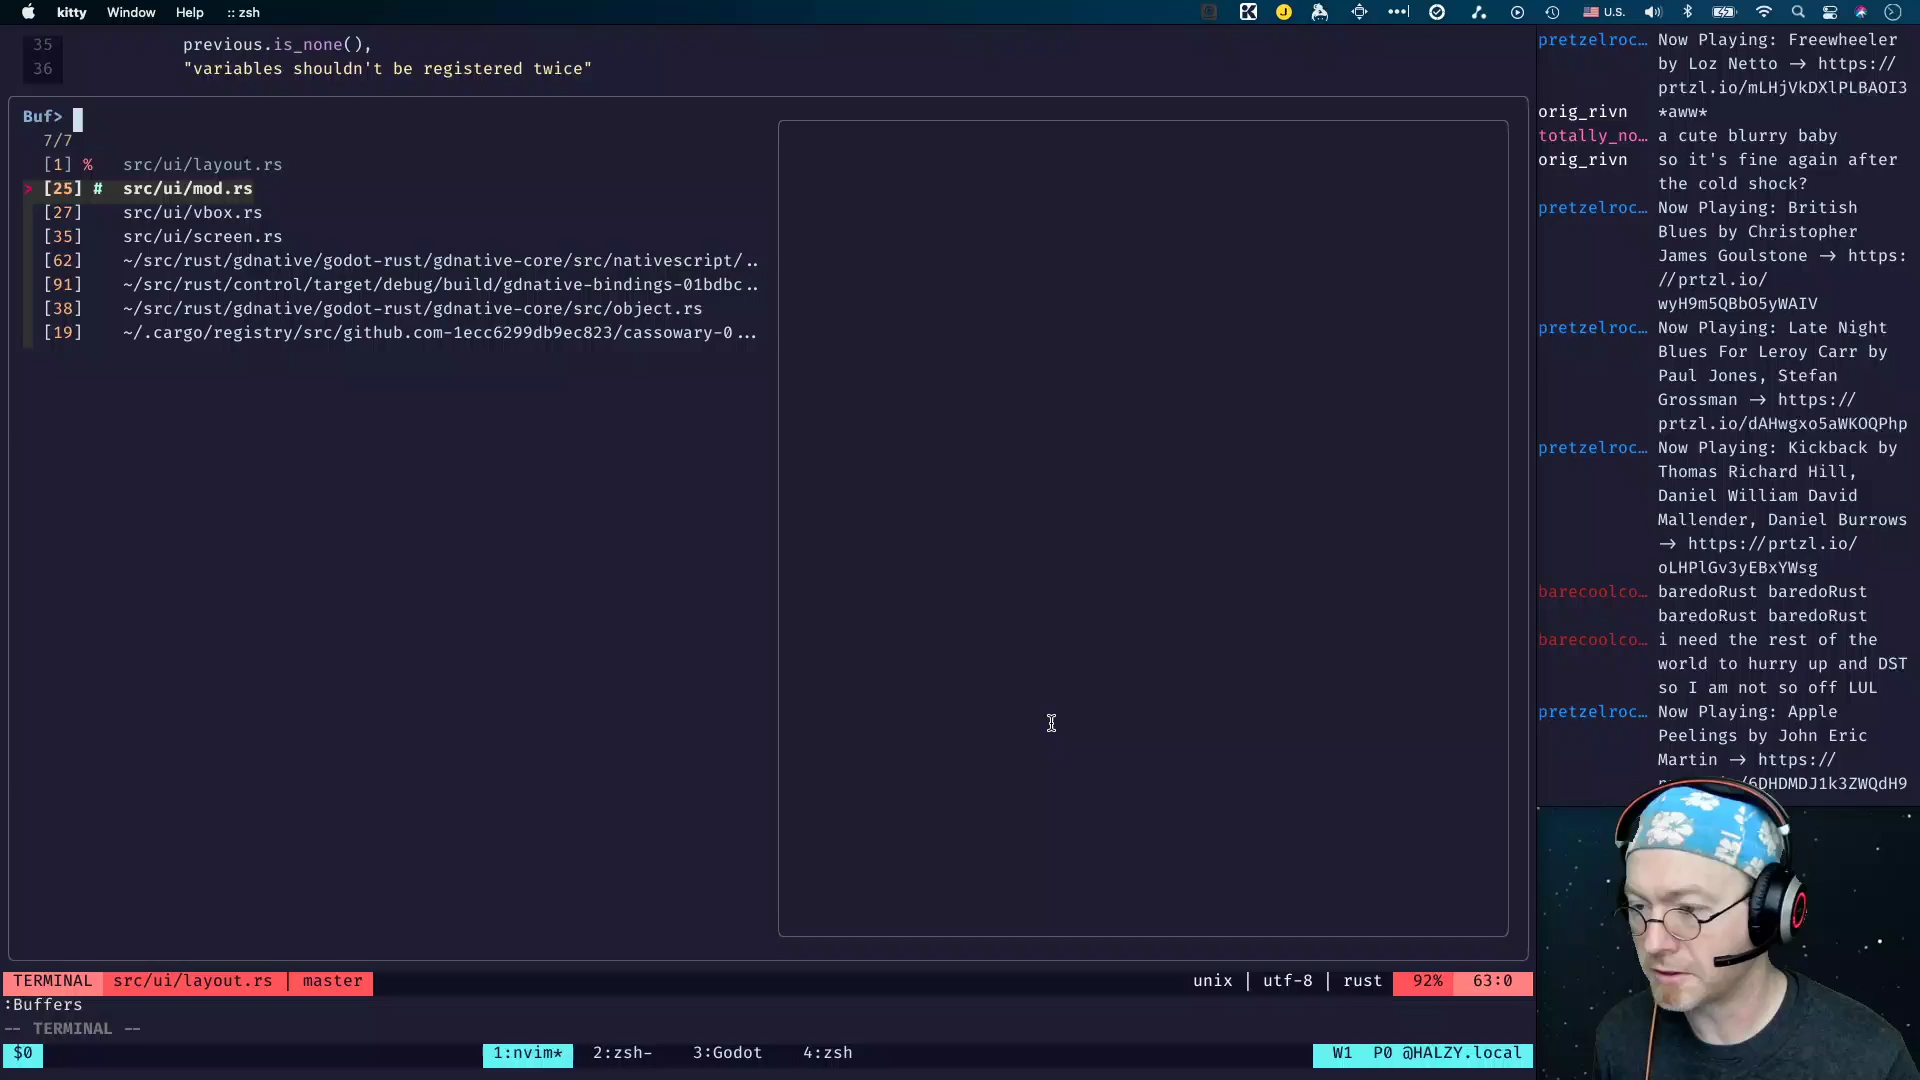 kitty Window Help :: zsh U.S.
35 previous.is_none(),
36 "variables shouldn't be registered twice"
Buf>
7/7
[1] % src/ui/layout.rs
> [25] # src/ui/mod.rs
[27] src/ui/vbox.rs
[35] src/ui/screen.rs
[62] ~/src/rust/gdnative/godot-rust/gdnative-core/src/nativescript/..
[91] ~/src/rust/control/target/debug/build/gdnative-bindings-01bdbc..
[38] ~/src/rust/gdnative/godot-rust/gdnative-core/src/object.rs
[19] ~/.cargo/registry/src/github.com-1ecc6299db9ec823/cassowary-0...
TERMINAL src/ui/layout.rs | master unix | utf-8 | rust 92% 63:0
:Buffers
-- TERMINAL --
$0 1:nvim* 2:zsh- 3:Godot 4:zsh W1 P0 @HALZY.local
pretzelroc… Now Playing: Freewheeler
by Loz Netto → https://
prtzl.io/mLHjVkDXlPLBAOI3
orig_rivn *aww*
totally_no… a cute blurry baby
orig_rivn so it's fine again after
the cold shock?
pretzelroc… Now Playing: British
Blues by Christopher
James Goulstone → https:
//prtzl.io/
wyH9m5QBbO5yWAIV
pretzelroc… Now Playing: Late Night
Blues For Leroy Carr by
Paul Jones, Stefan
Grossman → https://
prtzl.io/dAHwgxo5aWKOQPhp
pretzelroc… Now Playing: Kickback by
Thomas Richard Hill,
Daniel William David
Mallender, Daniel Burrows
→ https://prtzl.io/
oLHPlGv3yEBxYWsg
barecoolco… baredoRust baredoRust
baredoRust baredoRust
barecoolco… i need the rest of the
world to hurry up and DST
so I am not so off LUL
pretzelroc… Now Playing: Apple
Peelings by John Eric
Martin → https://
/6DHDMDJ1k3ZWQdH9